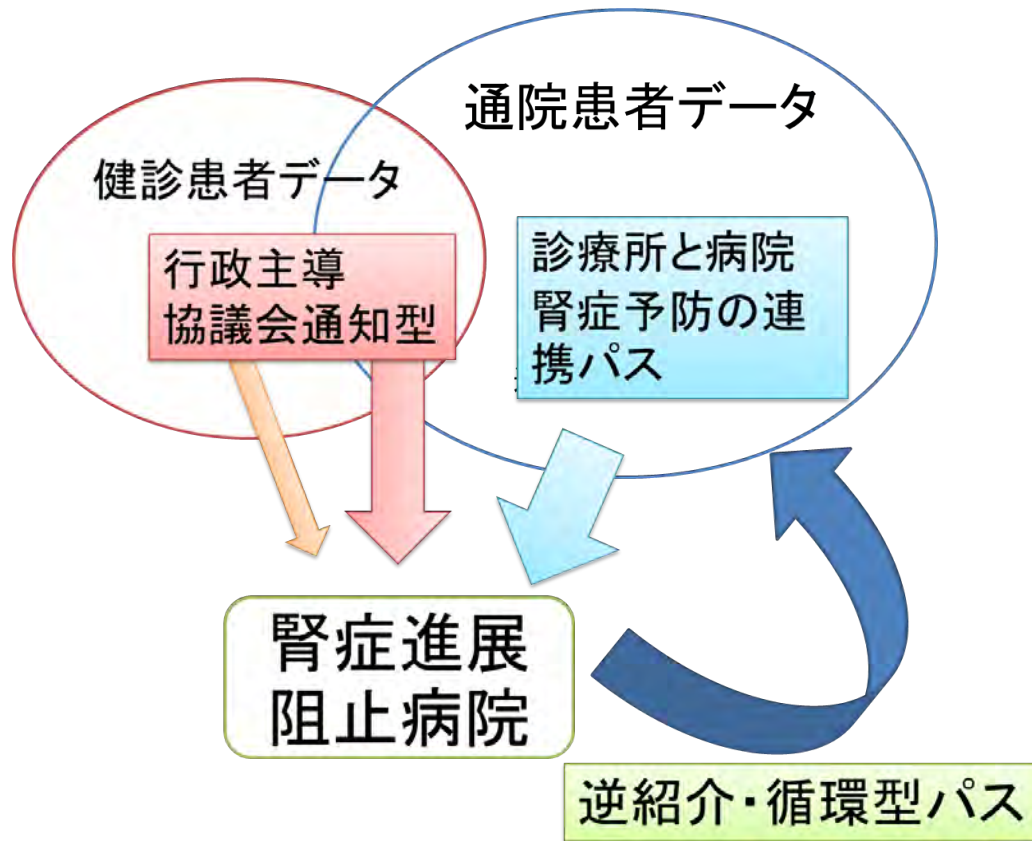 通院患者データ
健診患者データ
行政主導
協議会通知型
診療所と病院
腎症予防の連
携パス
腎症進展
阻止病院
逆紹介・循環型パス